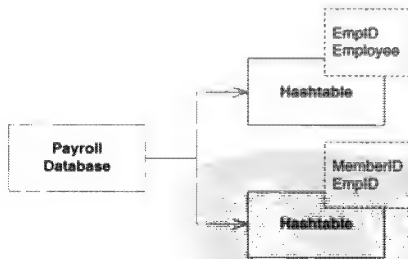 EmpID
Employee
Hashtable
Payroll
Database
MemberID
EmpID
Hashtable